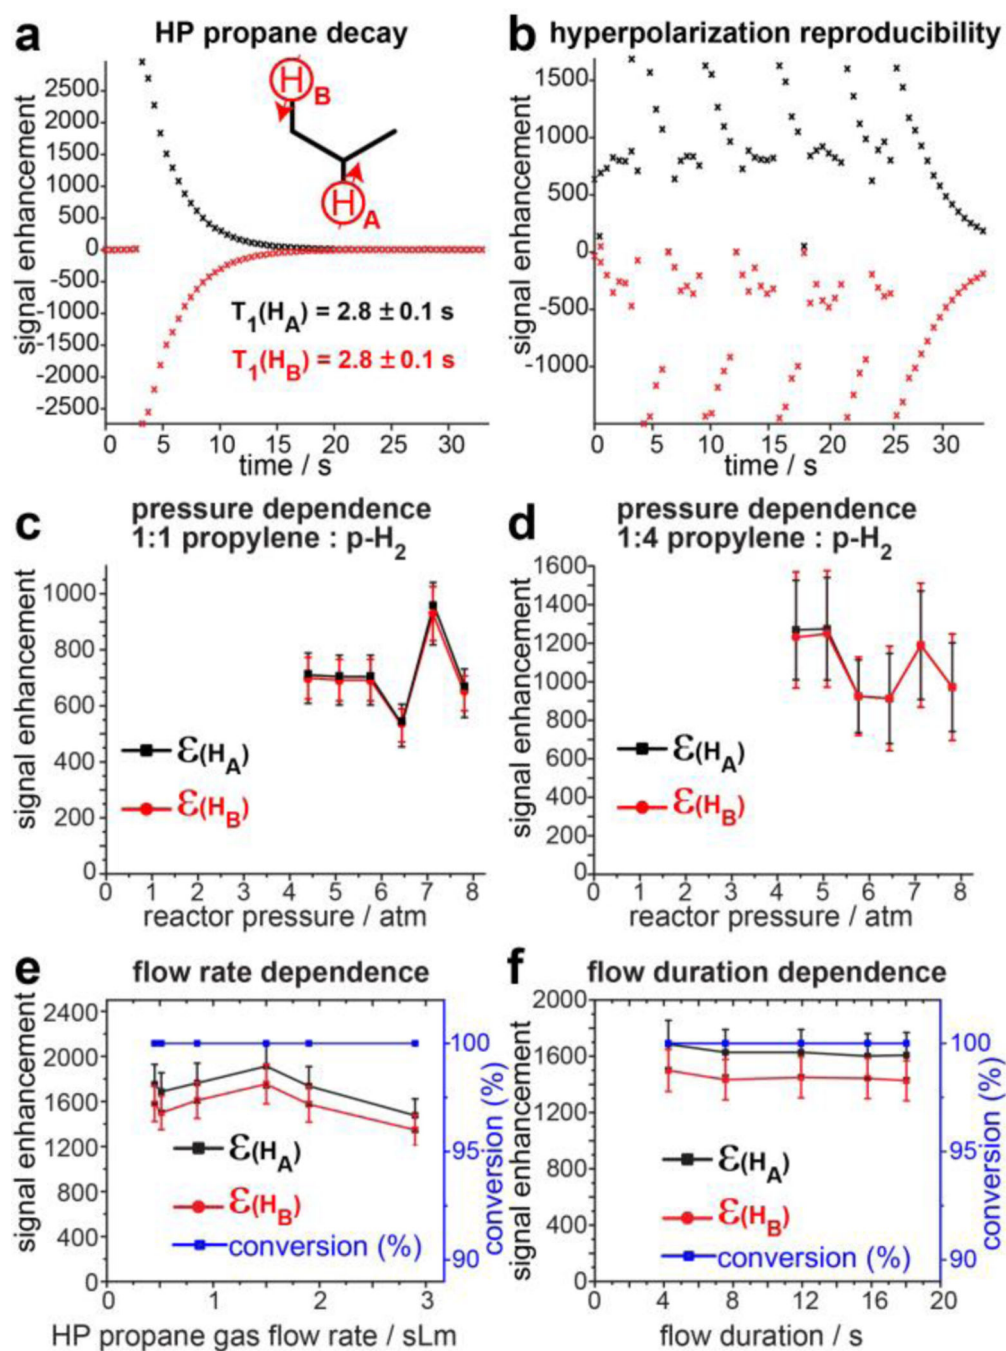 a HP propane decay
signal enhancement
2500
2000
1500
1000
500
0
-500
-1000
-1500
-2000
-2500
H B
H A
T1(HA) = 2.8 ± 0.1 s
T1(HB) = 2.8 ± 0.1 s
0 5 10 15 20 25 30
time / s
b hyperpolarization reproducibility
signal enhancement
1500
1000
500
0
-500
-1000
0 5 10 15 20 25 30
time / s
c pressure dependence
1:1 propylene : p-H2
signal enhancement
1000
800
600
400
200
0
ε(HA)
ε(HB)
0 1 2 3 4 5 6 7 8
reactor pressure / atm
d pressure dependence
1:4 propylene : p-H2
signal enhancement
1600
1400
1200
1000
800
600
400
200
0
ε(HA)
ε(HB)
0 1 2 3 4 5 6 7 8
reactor pressure / atm
e flow rate dependence
signal enhancement
2400
2000
1600
1200
800
400
0
ε(HA)
ε(HB)
conversion (%)
100
95
90
conversion (%)
0 1 2 3
HP propane gas flow rate / sLm
f flow duration dependence
signal enhancement
2000
1800
1600
1400
1200
1000
800
600
400
200
0
ε(HA)
ε(HB)
conversion (%)
100
95
90
conversion (%)
0 4 8 12 16 20
flow duration / s